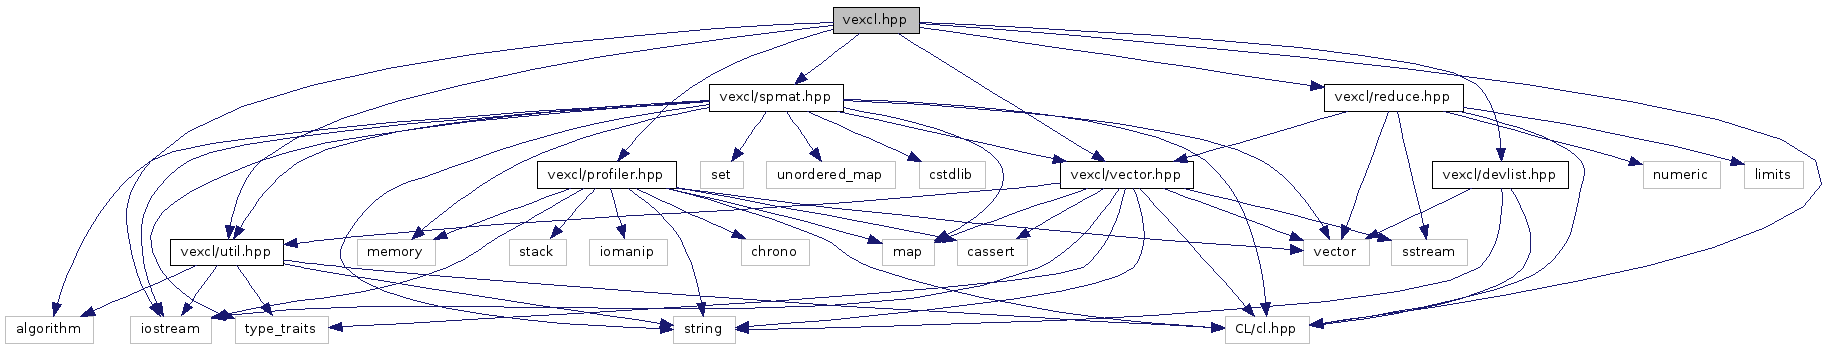 vexcl.hpp
vexcl/spmat.hpp
vexcl/reduce.hpp
vexcl/profiler.hpp
set
unordered_map
cstdlib
vexcl/vector.hpp
vexcl/devlist.hpp
numeric
limits
vexcl/util.hpp
memory
stack
iomanip
chrono
map
cassert
vector
sstream
algorithm
iostream
type_traits
string
CL/cl.hpp